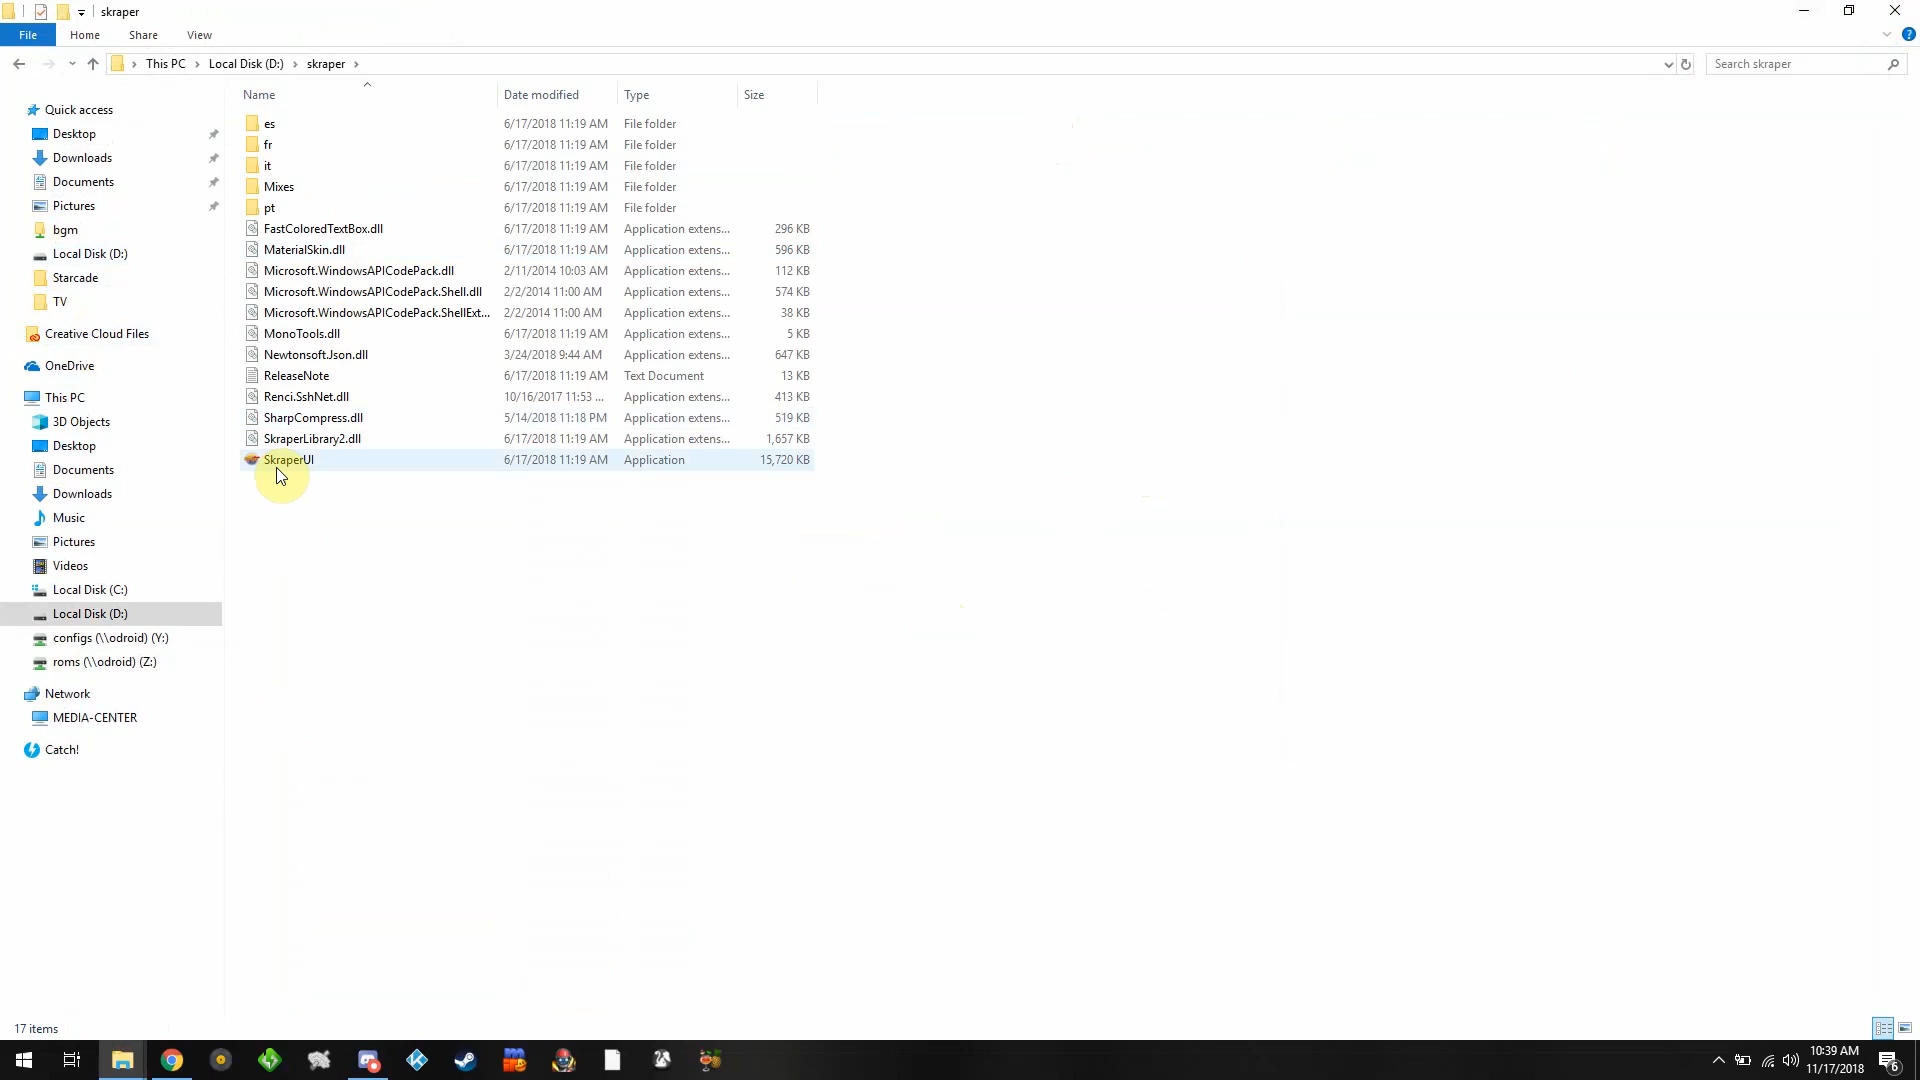 skraper
File Home Share View
This PC Local Disk (D:) skraper
Search skraper
Name Date modified Type Size
Quick access
Desktop
Downloads
Documents
Pictures
bgm
Local Disk (D:)
Starcade
TV
Creative Cloud Files
OneDrive
This PC
3D Objects
Desktop
Documents
Downloads
Music
Pictures
Videos
Local Disk (C:)
Local Disk (D:)
configs (\\odroid) (Y:)
roms (\\odroid) (Z:)
Network
MEDIA-CENTER
Catch!
es 6/17/2018 11:19 AM File folder
fr 6/17/2018 11:19 AM File folder
it 6/17/2018 11:19 AM File folder
Mixes 6/17/2018 11:19 AM File folder
pt 6/17/2018 11:19 AM File folder
FastColoredTextBox.dll 6/17/2018 11:19 AM Application extens... 296 KB
MaterialSkin.dll 6/17/2018 11:19 AM Application extens... 596 KB
Microsoft.WindowsAPICodePack.dll 2/11/2014 10:03 AM Application extens... 112 KB
Microsoft.WindowsAPICodePack.Shell.dll 2/2/2014 11:00 AM Application extens... 574 KB
Microsoft.WindowsAPICodePack.ShellExt... 2/2/2014 11:00 AM Application extens... 38 KB
MonoTools.dll 6/17/2018 11:19 AM Application extens... 5 KB
Newtonsoft.Json.dll 3/24/2018 9:44 AM Application extens... 647 KB
ReleaseNote 6/17/2018 11:19 AM Text Document 13 KB
Renci.SshNet.dll 10/16/2017 11:53 ... Application extens... 413 KB
SharpCompress.dll 5/14/2018 11:18 PM Application extens... 519 KB
SkraperLibrary2.dll 6/17/2018 11:19 AM Application extens... 1,657 KB
SkraperUI 6/17/2018 11:19 AM Application 15,720 KB
17 items
10:39 AM
11/17/2018
6